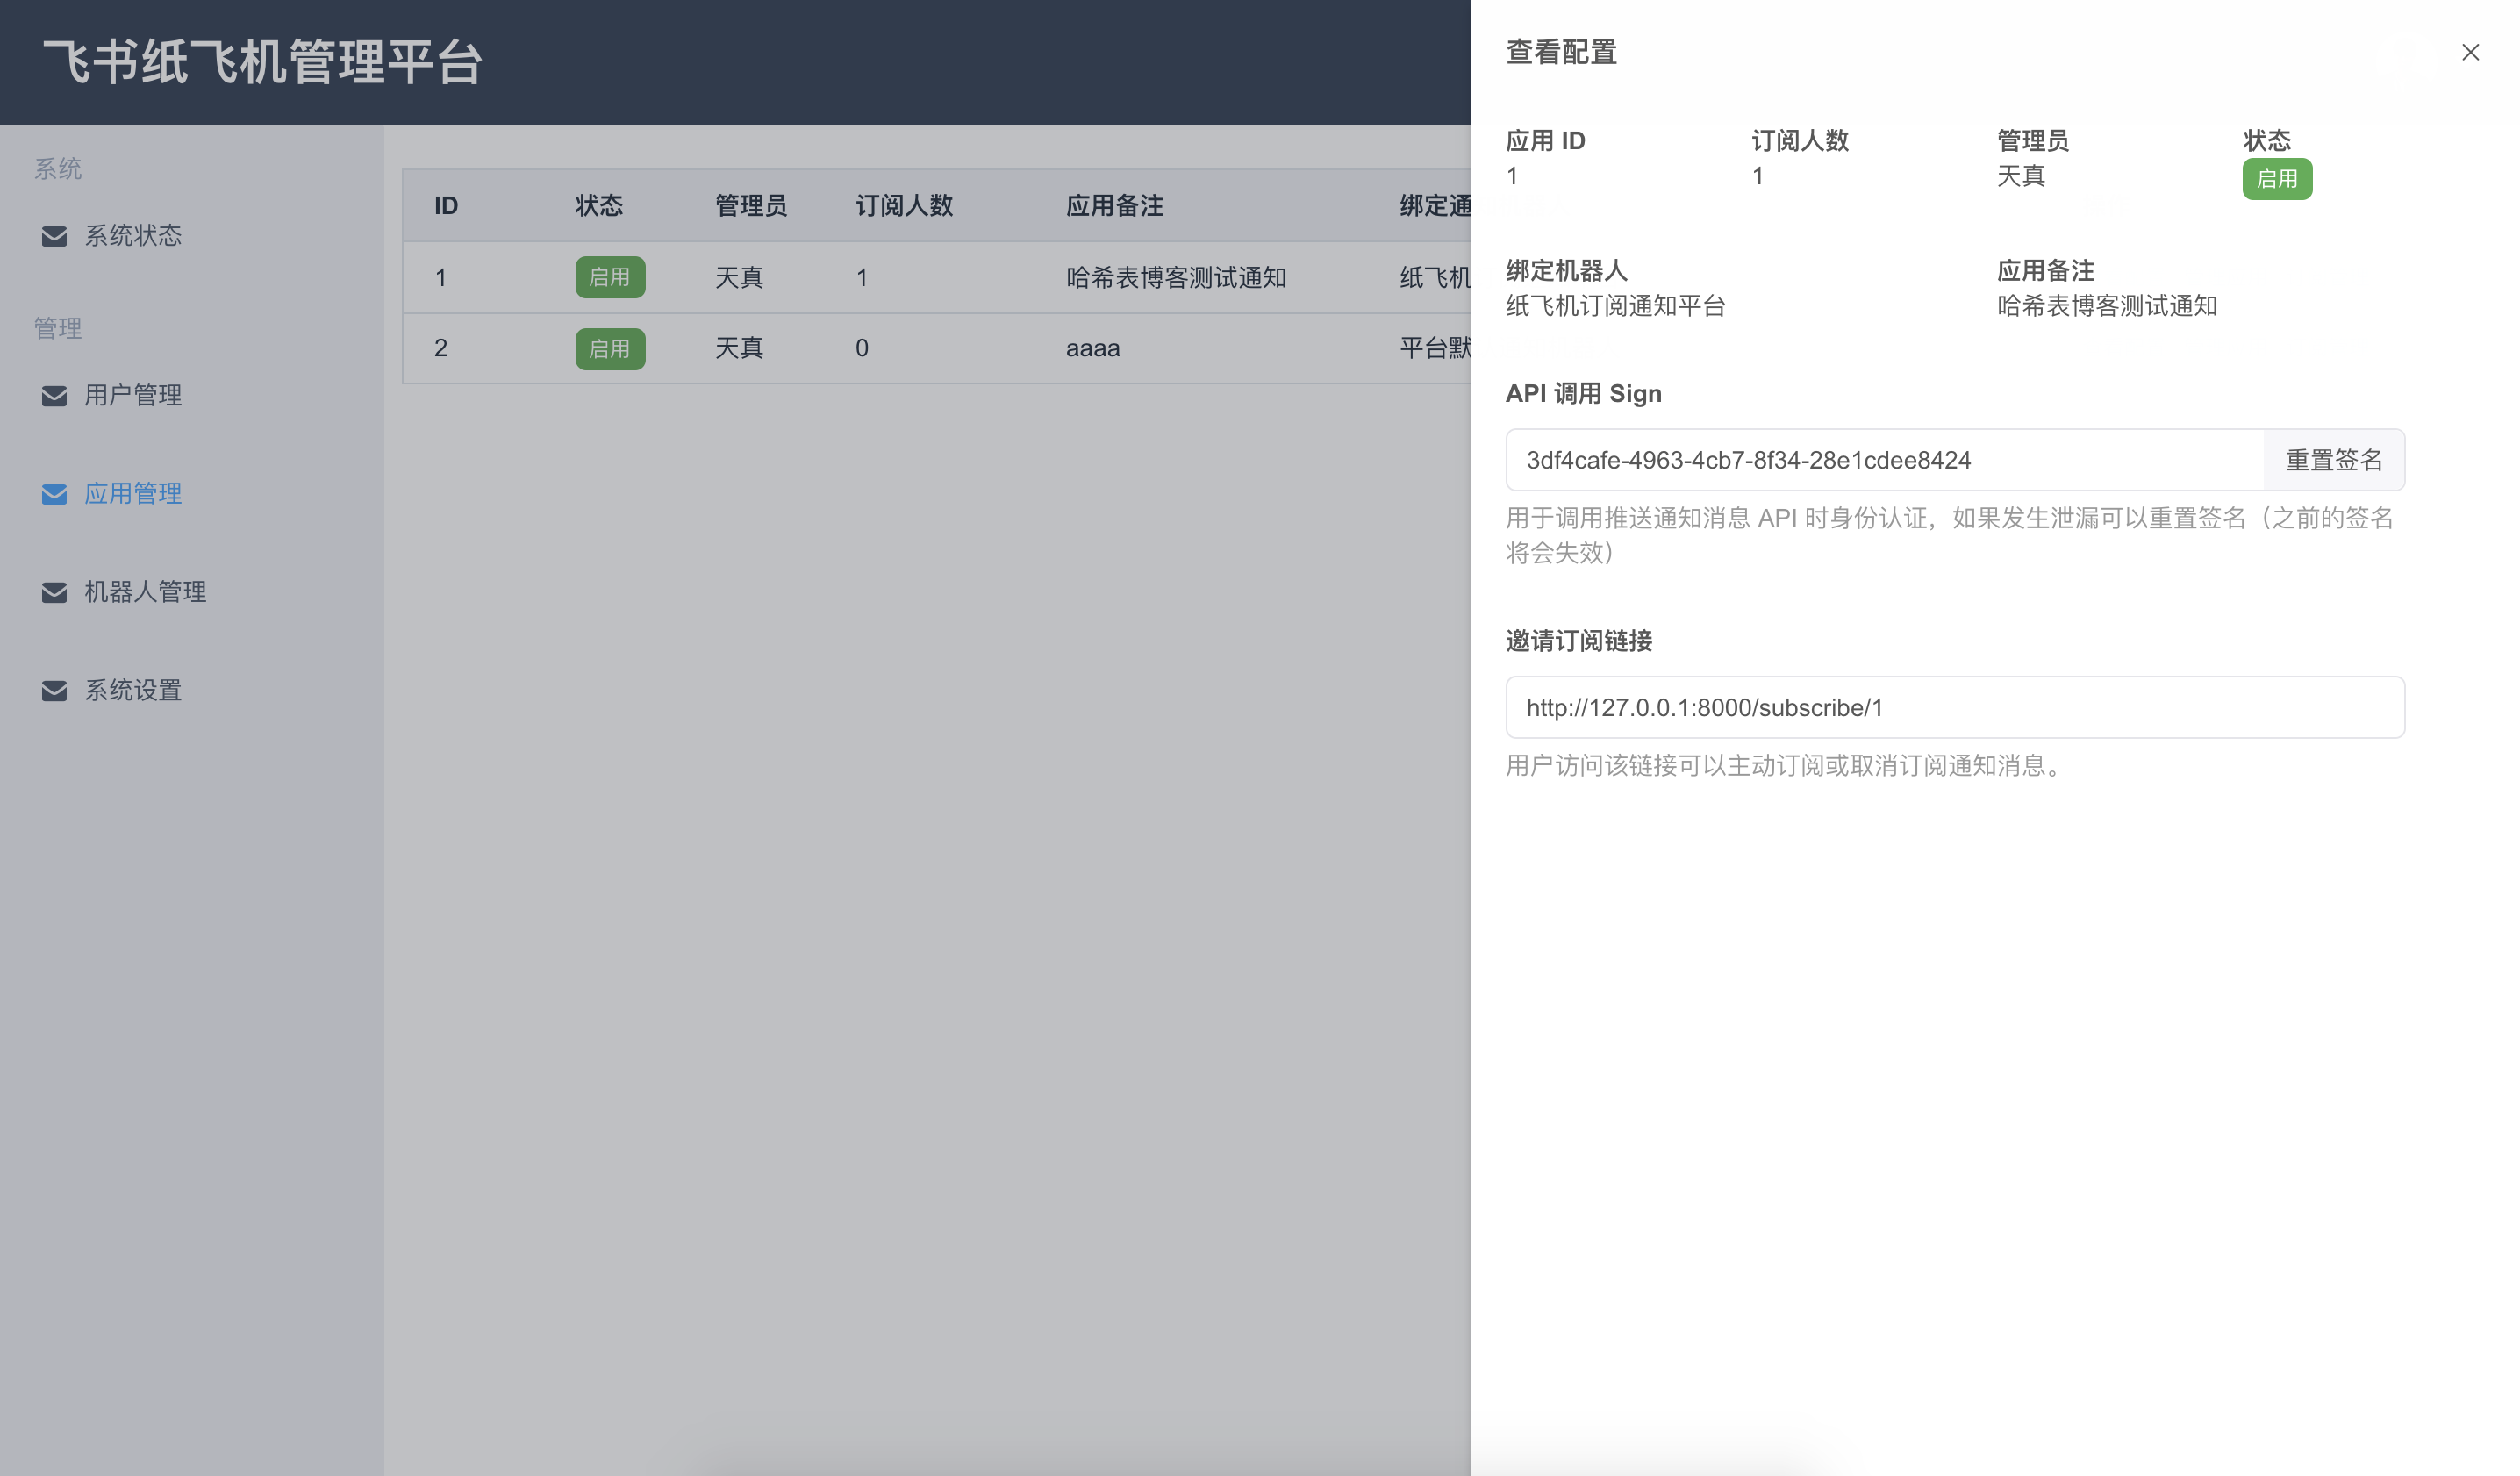 飞书纸飞机管理平台
系统
系统状态
管理
用户管理
应用管理
机器人管理
系统设置
ID 状态 管理员 订阅人数 应用备注 绑定通
1 启用 天真 1 哈希表博客测试通知 纸飞机
2 启用 天真 0 aaaa 平台默
查看配置
应用 ID 订阅人数 管理员 状态
1 1 天真 启用
绑定机器人 应用备注
纸飞机订阅通知平台 哈希表博客测试通知
API 调用 Sign
3df4cafe-4963-4cb7-8f34-28e1cdee8424 重置签名
用于调用推送通知消息 API 时身份认证，如果发生泄漏可以重置签名（之前的签名
将会失效）
邀请订阅链接
http://127.0.0.1:8000/subscribe/1
用户访问该链接可以主动订阅或取消订阅通知消息。